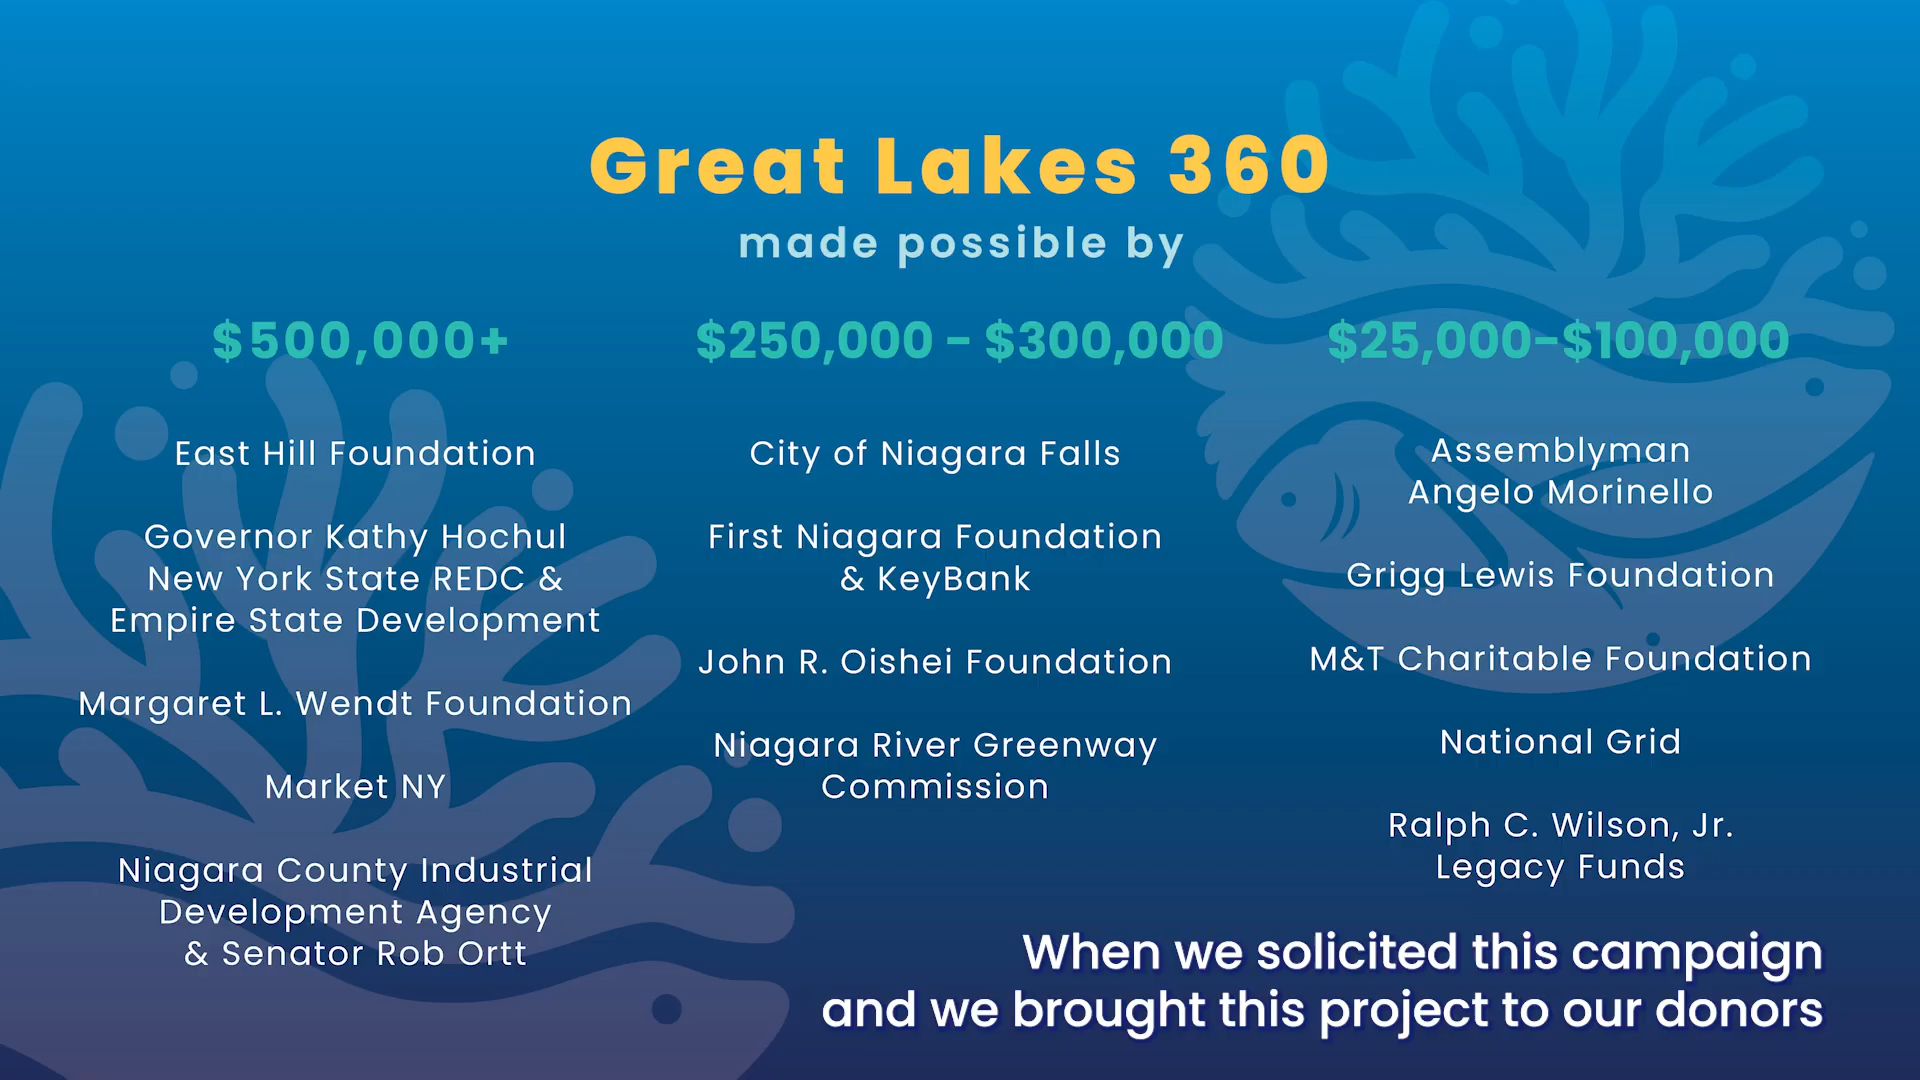 Great Lakes 360
made possible by
$500,000+
East Hill Foundation
Governor Kathy Hochul
New York State REDC &
Empire State Development
Margaret L. Wendt Foundation
Market NY
Niagara County Industrial
Development Agency
& Senator Rob Ortt
$250,000 - $300,000
City of Niagara Falls
First Niagara Foundation
& KeyBank
John R. Oishei Foundation
Niagara River Greenway
Commission
$25,000-$100,000
Assemblyman
Angelo Morinello
Grigg Lewis Foundation
M&T Charitable Foundation
National Grid
Ralph C. Wilson, Jr.
Legacy Funds
When we solicited this campaign
and we brought this project to our donors